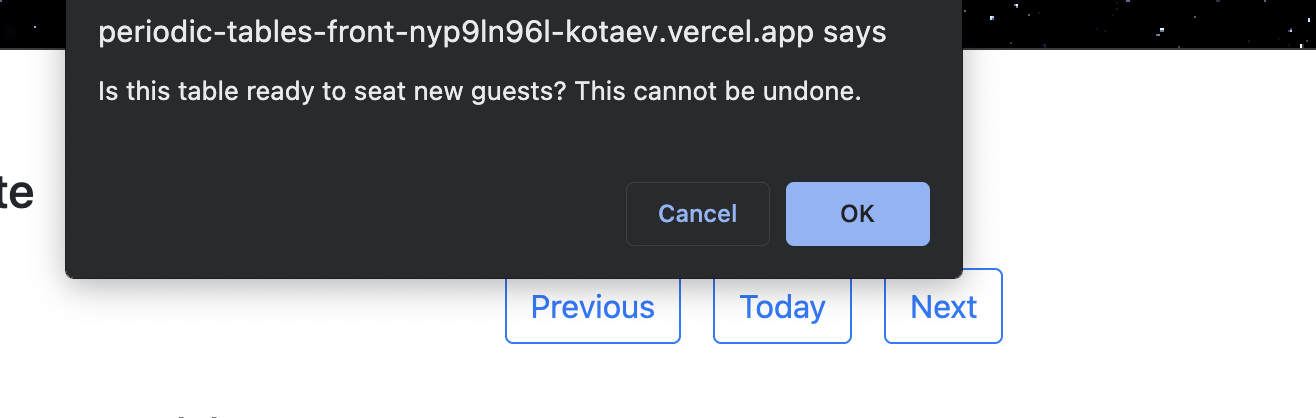 periodic-tables-front-nyp9ln96l-kotaev.vercel.app says
Is this table ready to seat new guests? This cannot be undone.
te
Cancel
OK
Previous
Today
Next